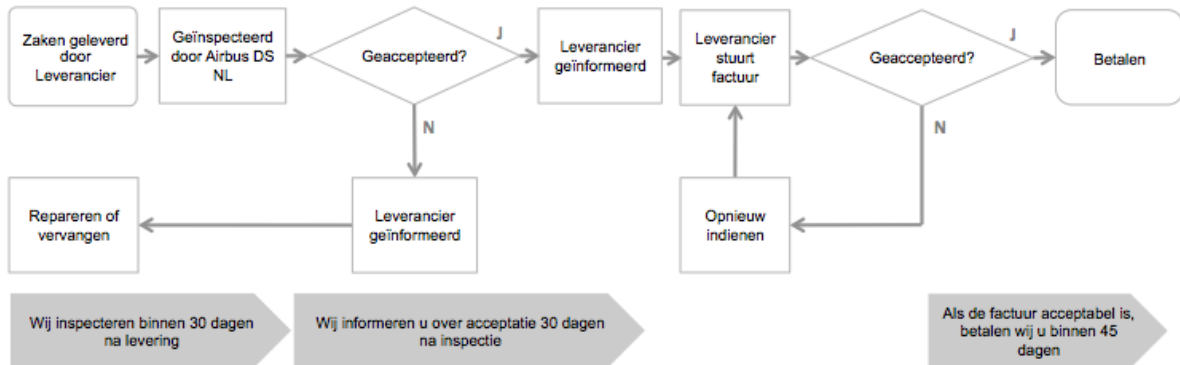 Zaken geleverd
door
Leverancier
Geïnspecteerd
door Airbus DS
NL
Geaccepteerd?
J
Leverancier
geïnformeerd
Leverancier
stuurt
factuur
Geaccepteerd?
J
Betalen
N
N
Repareren of
vervangen
Leverancier
geïnformeerd
Opnieuw
indienen
Wij inspecteren binnen 30 dagen
na levering
Wij informeren u over acceptatie 30 dagen
na inspectie
Als de factuur acceptabel is,
betalen wij u binnen 45
dagen